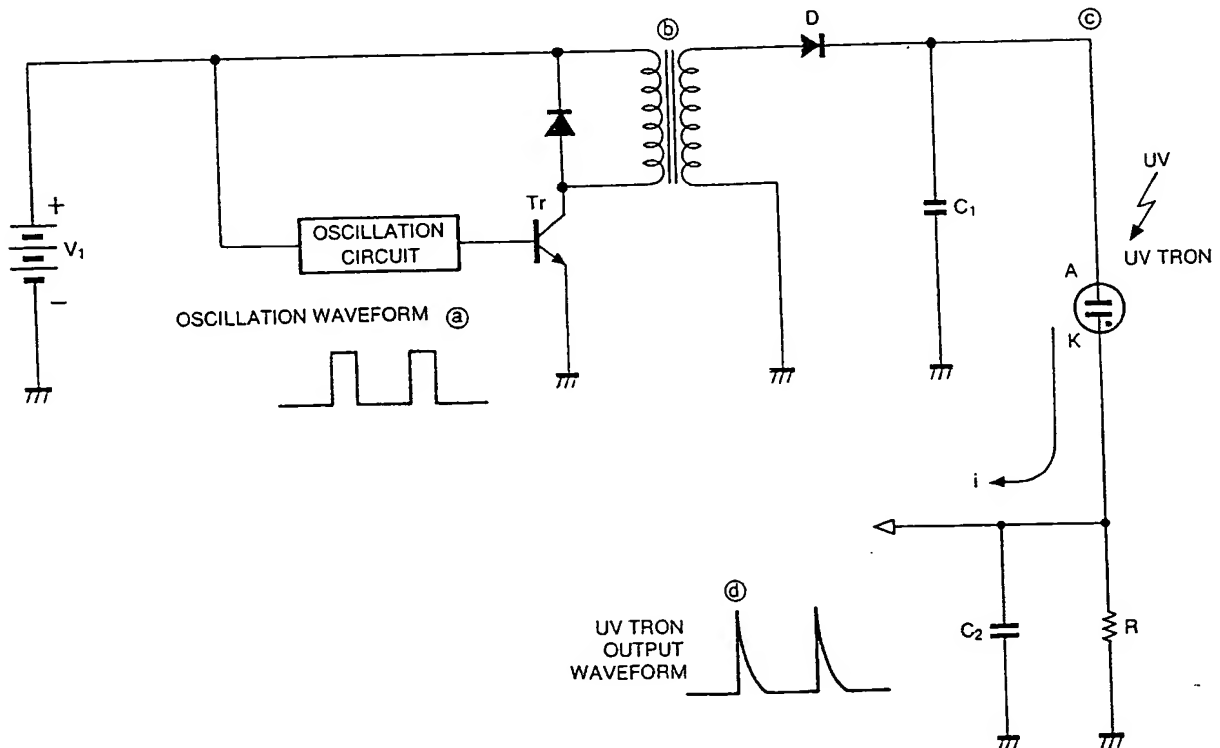 ⓑ
D
ⓒ
UV
UV TRON
+
V₁
−
Tr
OSCILLATION
CIRCUIT
C₁
A
K
OSCILLATION WAVEFORM ⓐ
i
ⓓ
UV TRON
OUTPUT
WAVEFORM
C₂
R